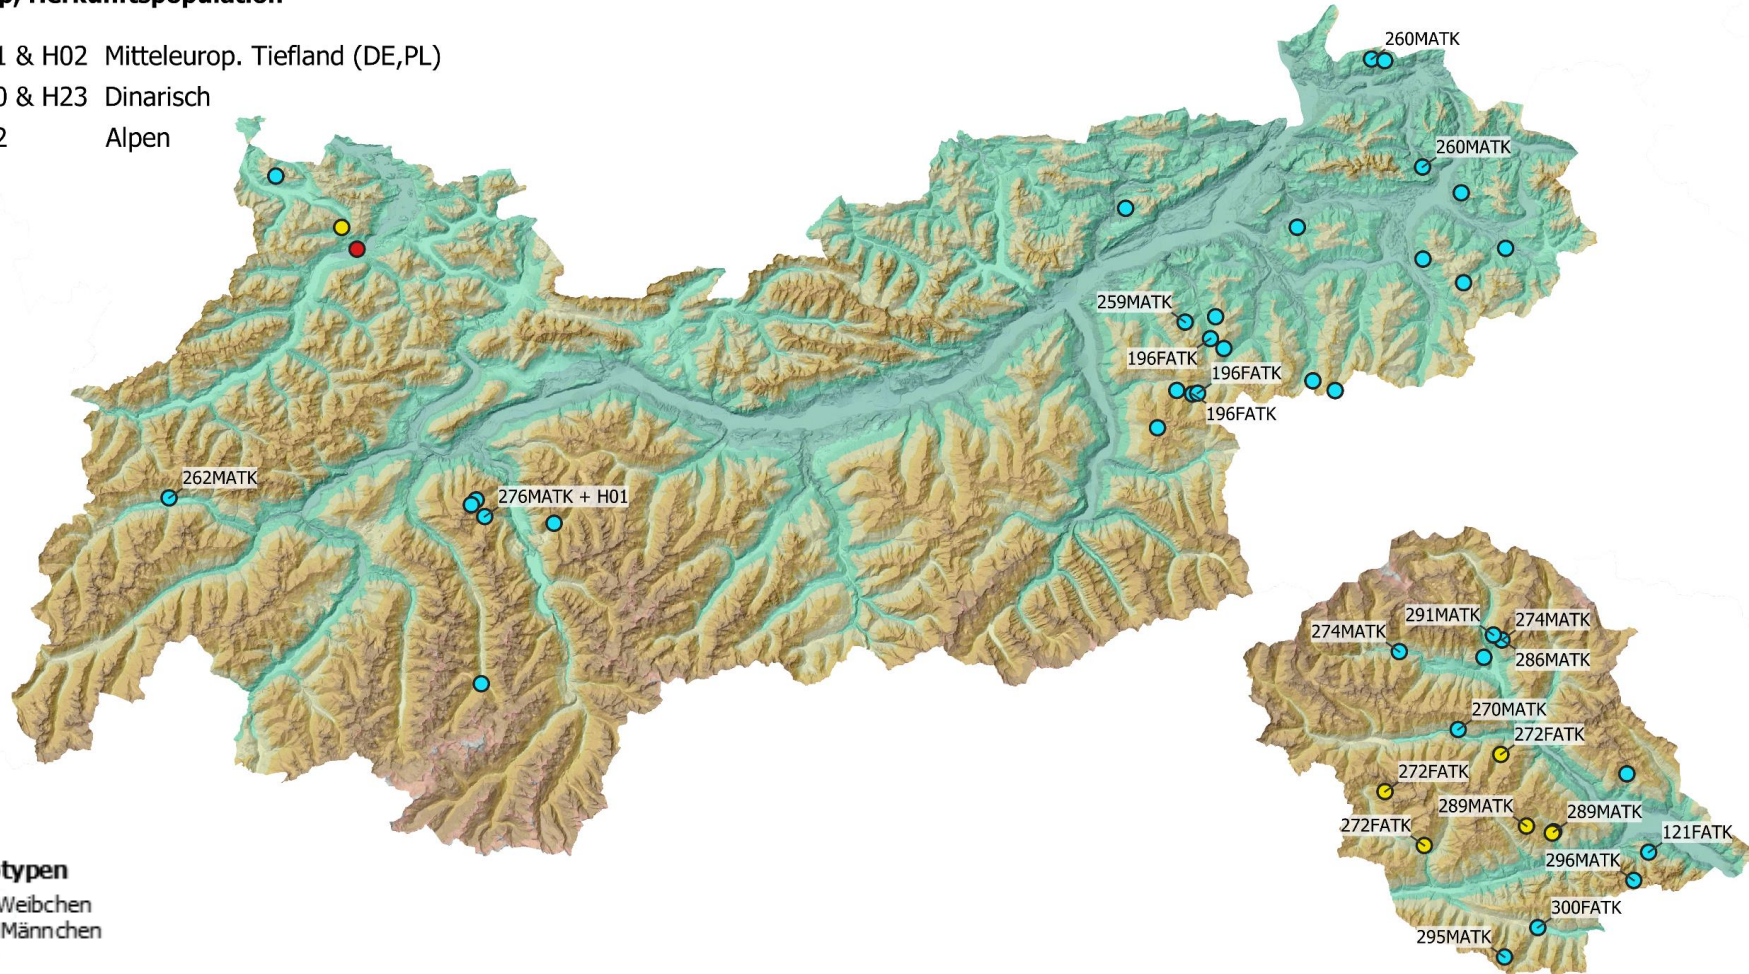 1 & H02 Mitteleurop. Tiefland (DE,PL)
0 & H23 Dinarisch
2 Alpen
260MATK
260MATK
259MATK
196FATK
196FATK
196FATK
262MATK
276MATK + H01
291MATK
274MATK
274MATK
286MATK
270MATK
272FATK
272FATK
289MATK
289MATK
272FATK
121FATK
296MATK
300FATK
295MATK
typen
Weibchen
Männchen